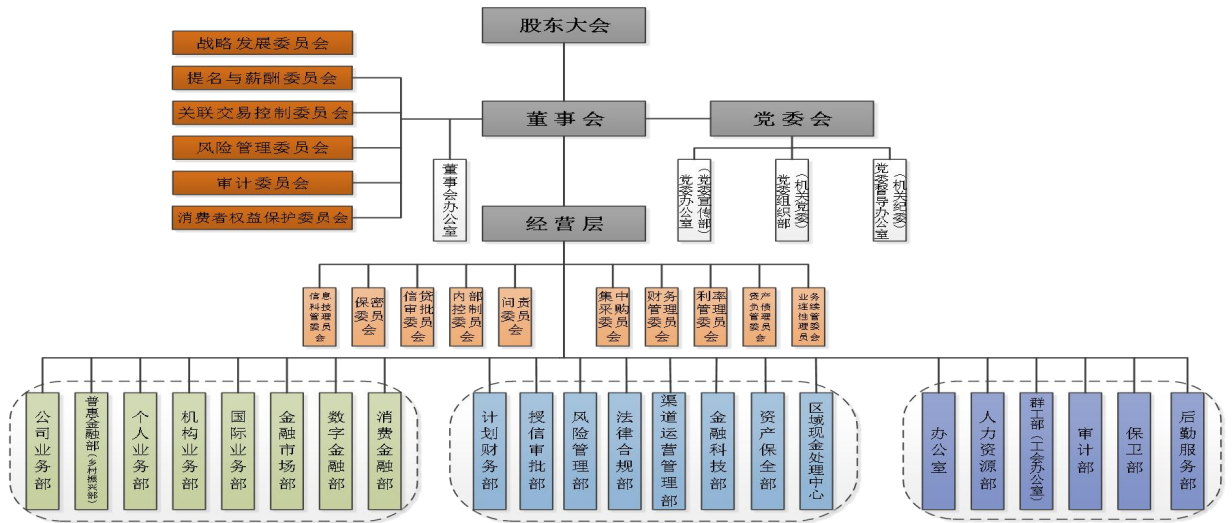 股东大会
战略发展委员会
提名与薪酬委员会
关联交易控制委员会
风险管理委员会
审计委员会
消费者权益保护委员会
董事会
党委会
董事会办公室
党委办公室
（党委宣传部）
党委组织部
（机关党委）
党委督导办公室
（机关纪委）
经营层
信息科技管理委员会
保密委员会
信贷审批委员会
内部控制委员会
问责委员会
集中采购委员会
财务管理委员会
利率管理委员会
资产负债管理委员会
业务连续性管理委员会
公司业务部
普惠金融部（乡村振兴部）
个人业务部
机构业务部
国际业务部
金融市场部
数字金融部
消费金融部
计划财务部
授信审批部
风险管理部
法律合规部
渠道运营管理部
金融科技部
资产保全部
区域现金处理中心
办公室
人力资源部
群工部（工会办公室）
审计部
保卫部
后勤服务部